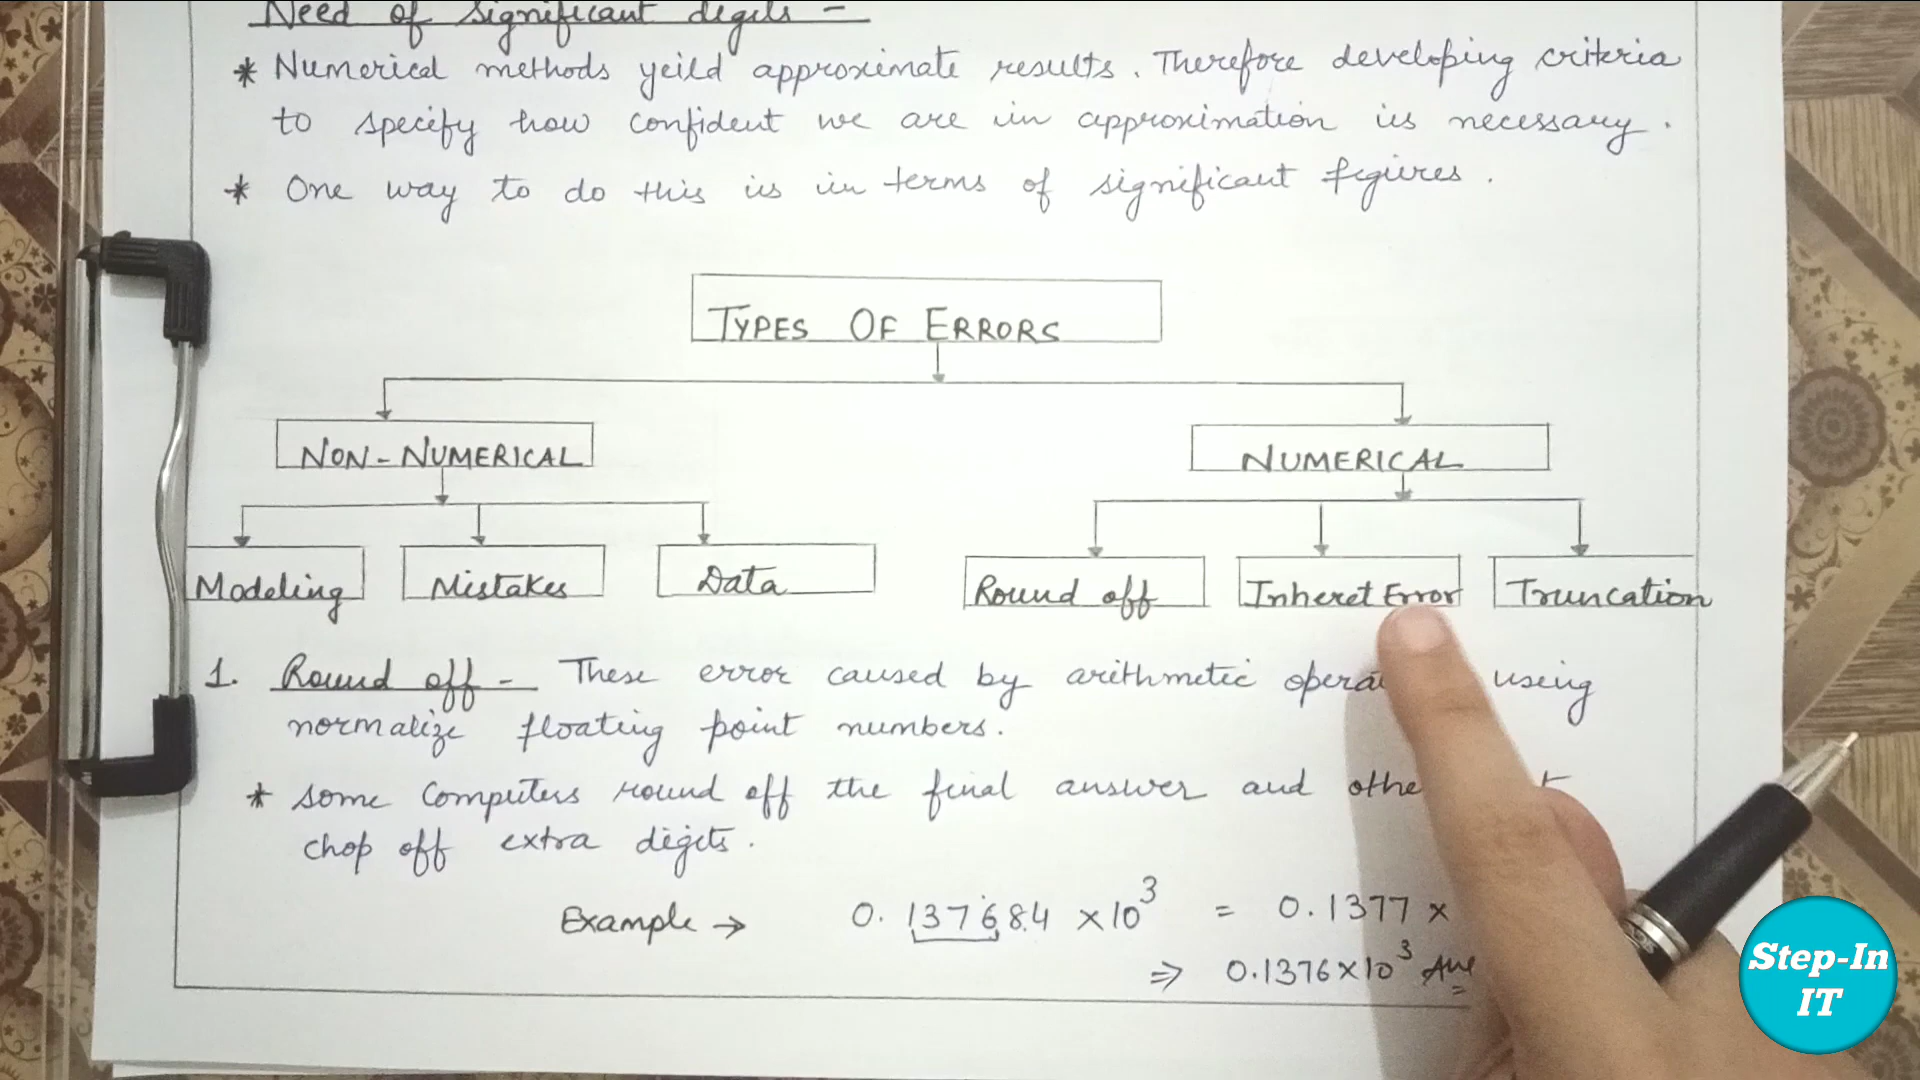 Need of significant digits -
* Numerical methods yeild approximate results. Therefore developing criteria
to specify how confident we are in approximation is necessary.
* One way to do this is in terms of significant figures.
TYPES OF ERRORS
NON-NUMERICAL
NUMERICAL
Modeling
Mistakes
Data
Round off
Inheret Error
Truncation
1. Round off - These error caused by arithmetic using
normalize floating point numbers.
* some computers round off the final answer and
chop off extra digits.
Example → 0.137684 ×10³ = 0.1377 ×
⇒ 0.1376×10³ Ans
Step-In
IT